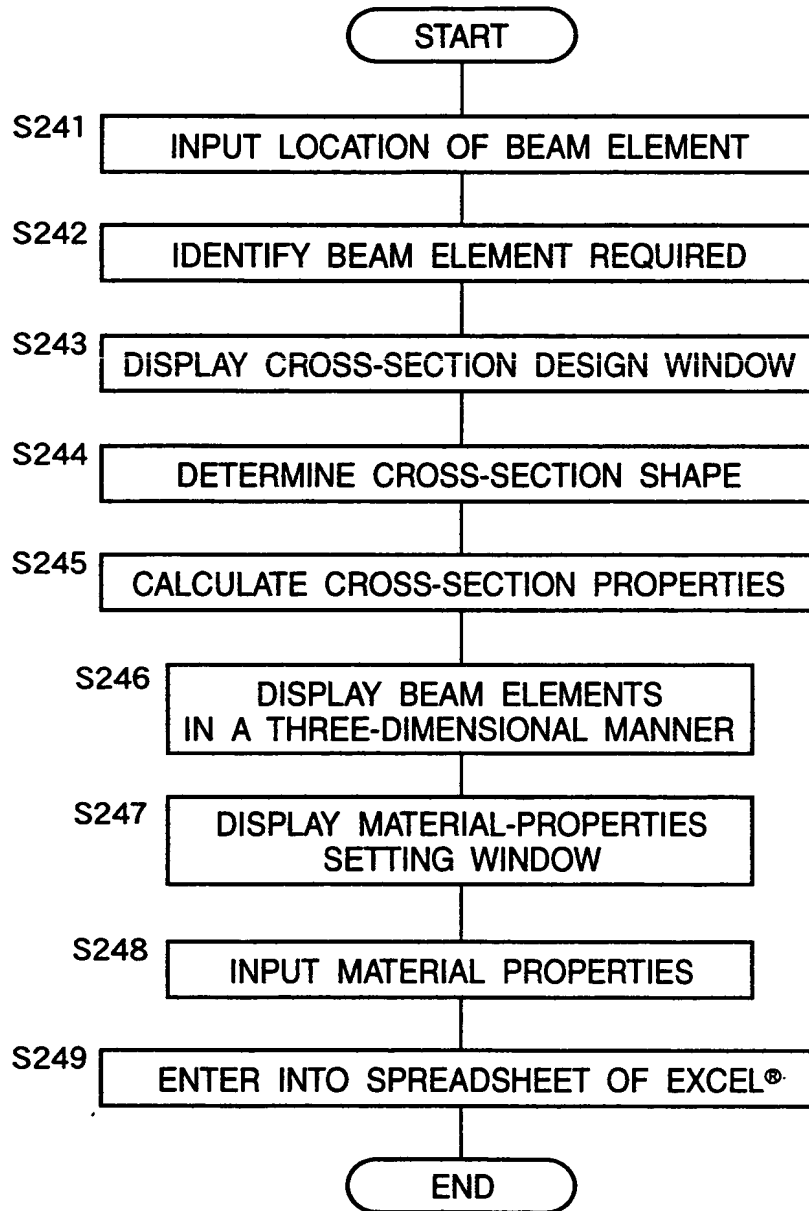 START
S241
INPUT LOCATION OF BEAM ELEMENT
S242
IDENTIFY BEAM ELEMENT REQUIRED
S243
DISPLAY CROSS-SECTION DESIGN WINDOW
S244
DETERMINE CROSS-SECTION SHAPE
S245
CALCULATE CROSS-SECTION PROPERTIES
S246
DISPLAY BEAM ELEMENTS
IN A THREE-DIMENSIONAL MANNER
S247
DISPLAY MATERIAL-PROPERTIES
SETTING WINDOW
S248
INPUT MATERIAL PROPERTIES
S249
ENTER INTO SPREADSHEET OF EXCEL®
END